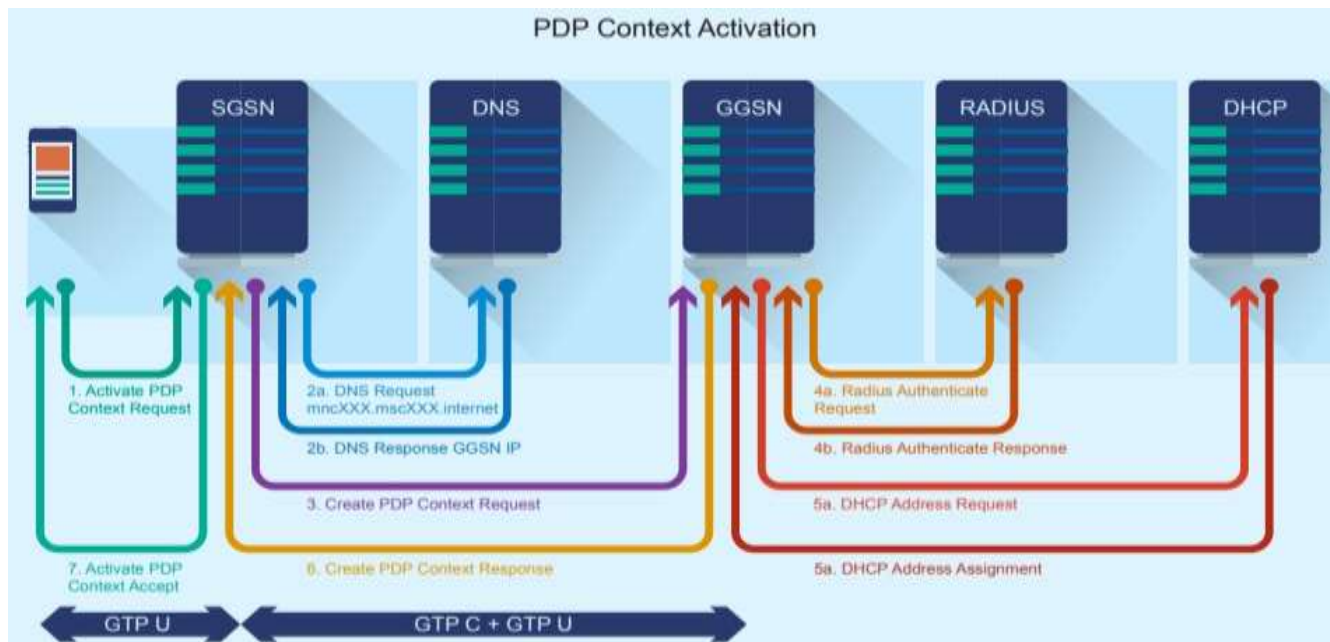 PDP Context Activation
SGSN
DNS
GGSN
RADIUS
DHCP
1. Activate PDP
Context Request
2a. DNS Request
mncXXX.mscXXX.internet
4a. Radius Authenticate
Request
2b. DNS Response GGSN IP
4b. Radius Authenticate Response
3. Create PDP Context Request
5a. DHCP Address Request
7. Activate PDP
Context Accept
6. Create PDP Context Response
5a. DHCP Address Assignment
GTP U
GTP C + GTP U